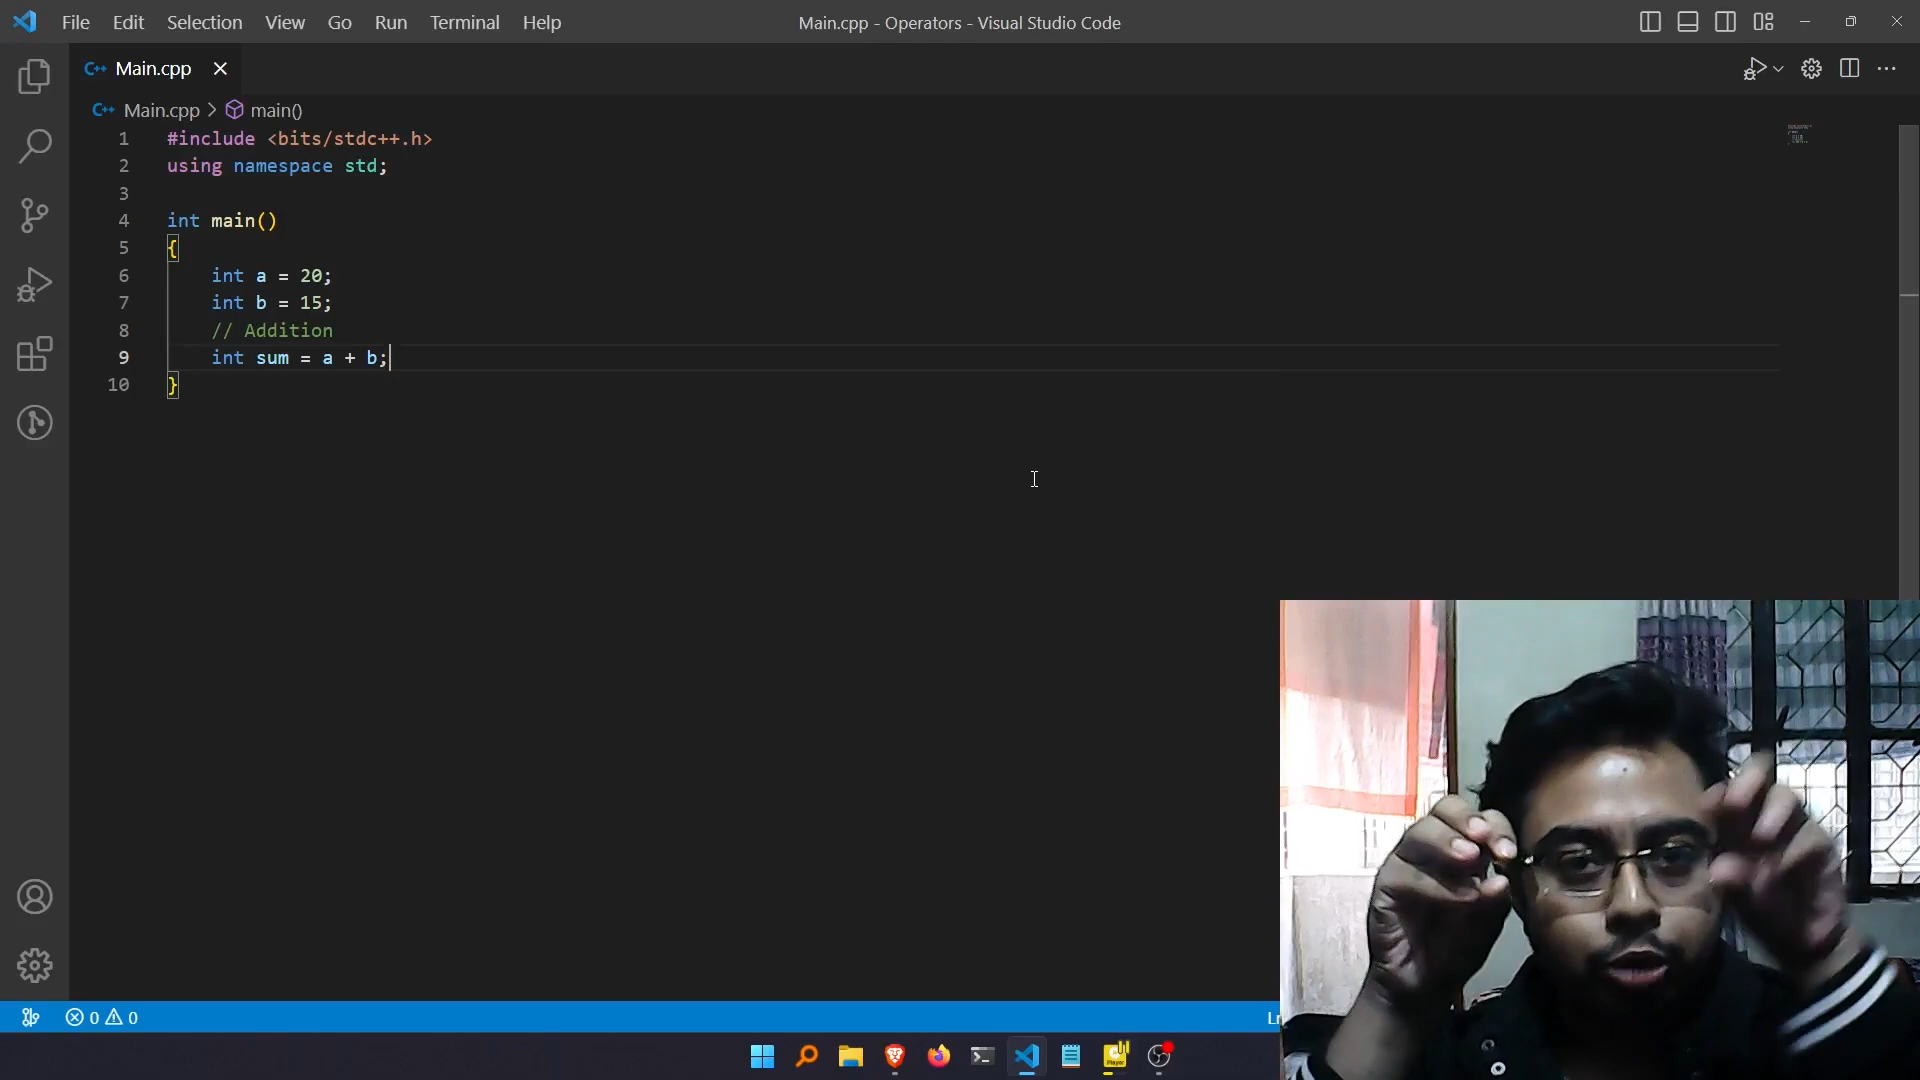 File Edit Selection View Go Run Terminal Help
Main.cpp - Operators - Visual Studio Code
Main.cpp
Main.cpp > main()
1 #include <bits/stdc++.h>
2 using namespace std;
3
4 int main()
5 {
6 int a = 20;
7 int b = 15;
8 // Addition
9 int sum = a + b;
10 }
0 0